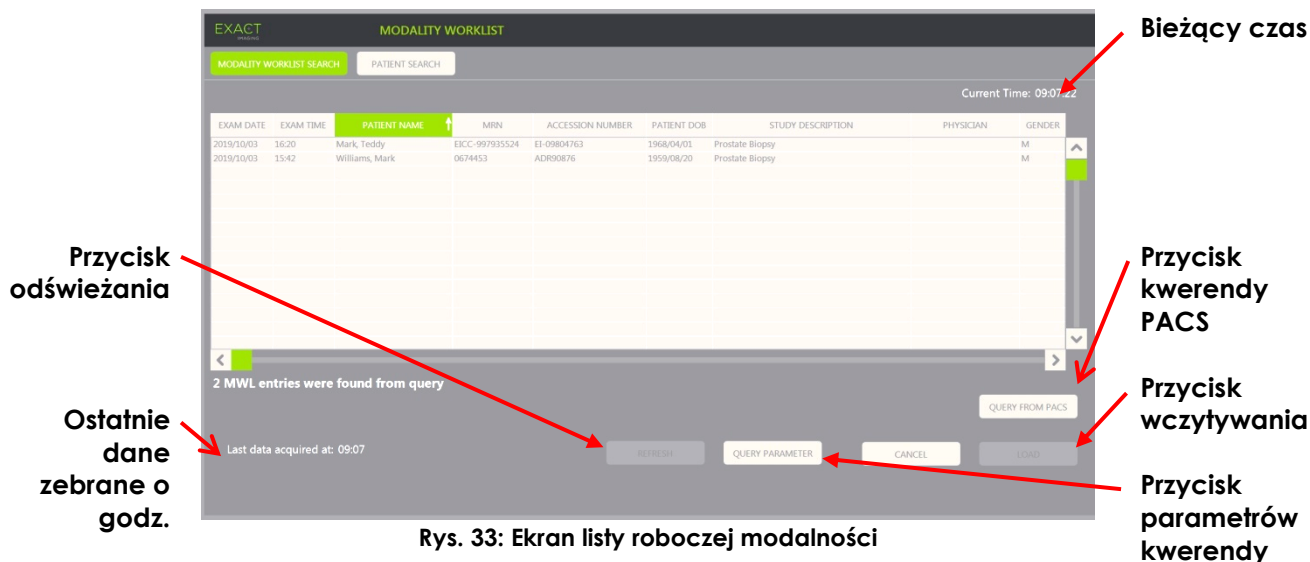 EXACT
IMAGING
MODALITY WORKLIST
Bieżący czas
MODALITY WORKLIST SEARCH PATIENT SEARCH
Current Time: 09:07:22
EXAM DATE EXAM TIME PATIENT NAME MRN ACCESSION NUMBER PATIENT DOB STUDY DESCRIPTION PHYSICIAN GENDER
2019/10/03 16:20 Mark, Teddy EICC-997935524 EI-09804763 1968/04/01 Prostate Biopsy M
2019/10/03 15:42 Williams, Mark 0674453 ADR90876 1959/08/20 Prostate Biopsy M
Przycisk
odświeżania
Przycisk
kwerendy
PACS
2 MWL entries were found from query
QUERY FROM PACS
Przycisk
wczytywania
Ostatnie
dane
zebrane o
godz.
Last data acquired at: 09:07
REFRESH QUERY PARAMETER CANCEL LOAD
Przycisk
parametrów
kwerendy
Rys. 33: Ekran listy roboczej modalności